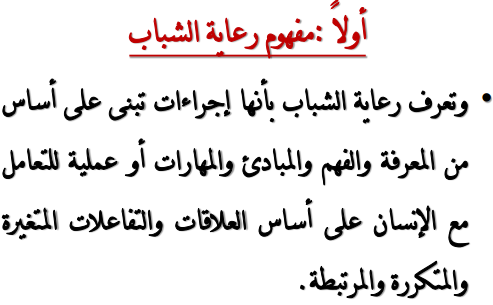 أولاً :مفهوم رعاية الشباب
• وتعرف رعاية الشباب بأنها إجراءات تبنى على أساس
من المعرفة والفهم والمبادئ والمهارات أو عملية للتعامل
مع الإنسان على أساس العلاقات والتفاعلات المتغيرة
والمتكررة والمرتبطة.